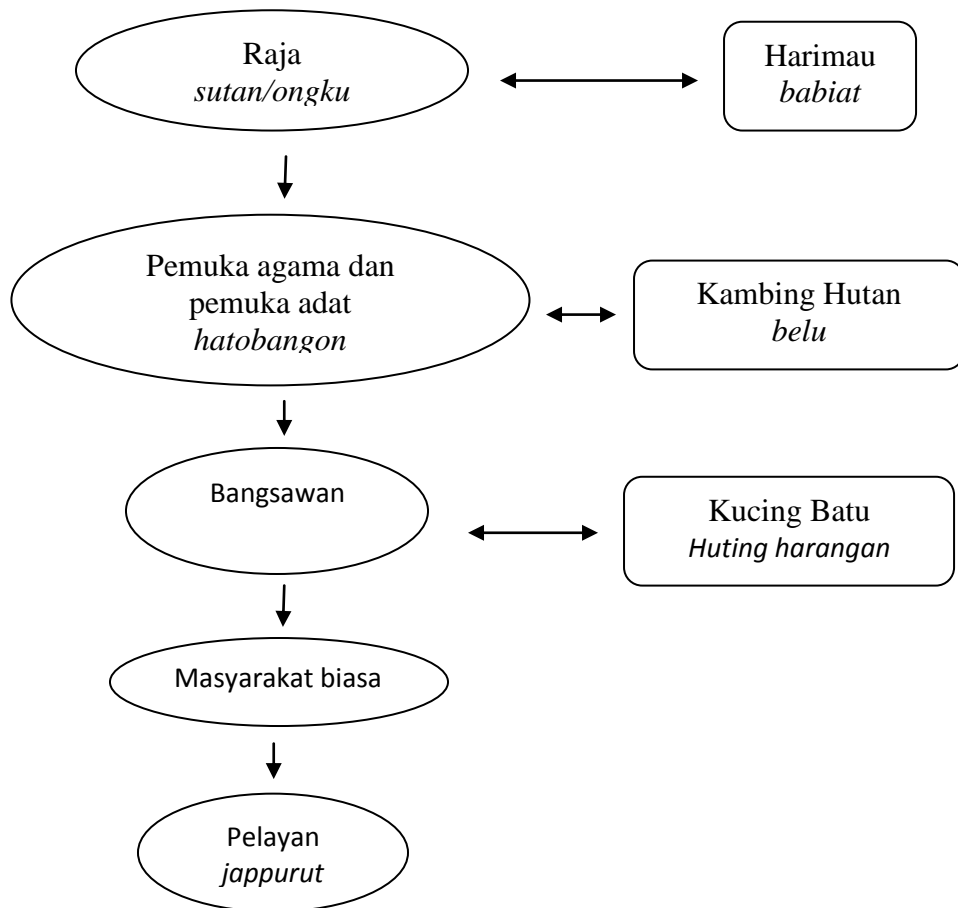 Raja
sutan/ongku
Harimau
babiat
Pemuka agama dan
pemuka adat
hatobangon
Kambing Hutan
belu
Bangsawan
Kucing Batu
Huting harangan
Masyarakat biasa
Pelayan
jappurut